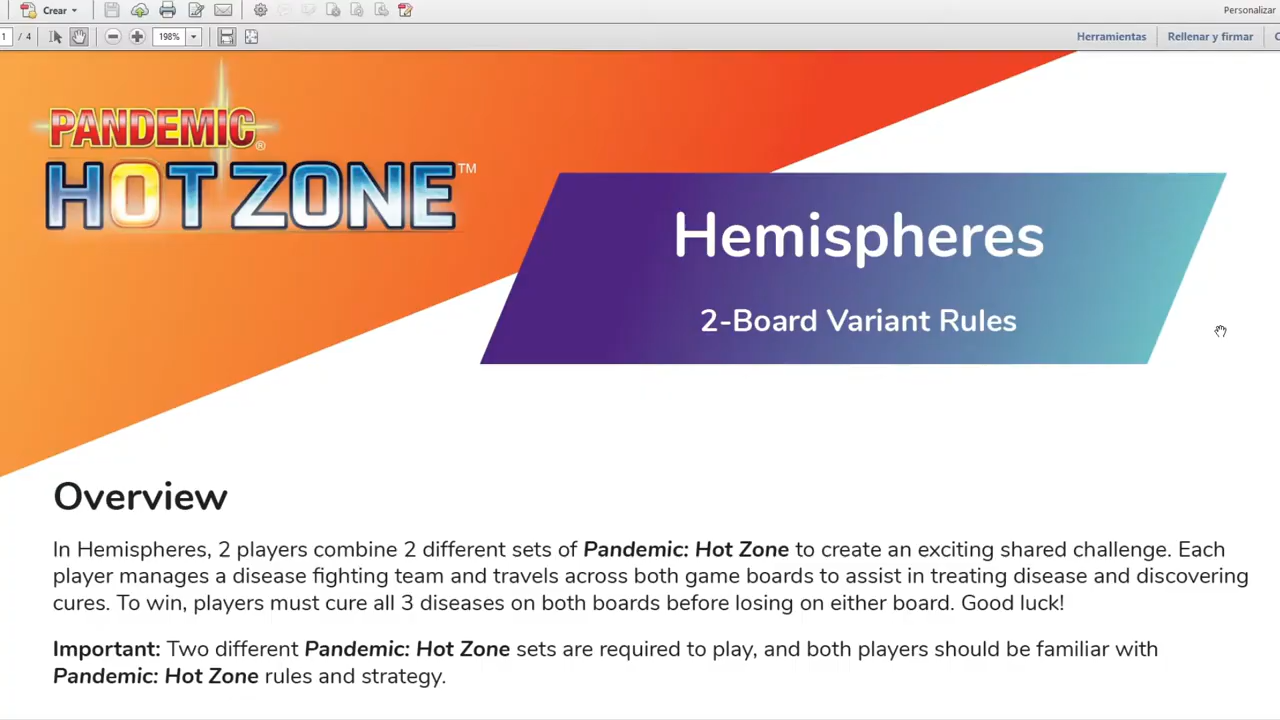 Crear
Personalizar
1 / 4
198%
Herramientas
Rellenar y firmar
PANDEMIC®
HOT ZONE™
Hemispheres
2-Board Variant Rules
Overview
In Hemispheres, 2 players combine 2 different sets of Pandemic: Hot Zone to create an exciting shared challenge. Each
player manages a disease fighting team and travels across both game boards to assist in treating disease and discovering
cures. To win, players must cure all 3 diseases on both boards before losing on either board. Good luck!
Important: Two different Pandemic: Hot Zone sets are required to play, and both players should be familiar with
Pandemic: Hot Zone rules and strategy.